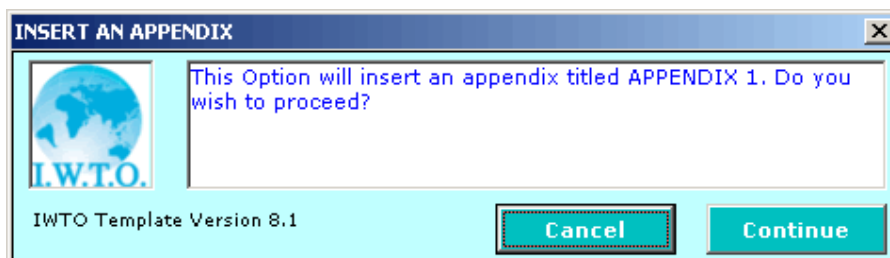 INSERT AN APPENDIX
This Option will insert an appendix titled APPENDIX 1. Do you
wish to proceed?
I.W.T.O.
IWTO Template Version 8.1
Cancel
Continue